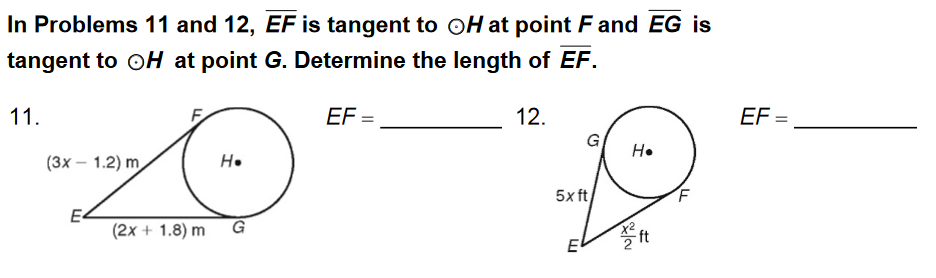 In Problems 11 and 12, EF is tangent to ⊙H at point F and EG is
tangent to ⊙H at point G. Determine the length of EF.
11.
F
EF = ________
(3x – 1.2) m
H•
E
(2x + 1.8) m
G
12.
G
H•
EF = ________
5x ft
F
x²/2 ft
E